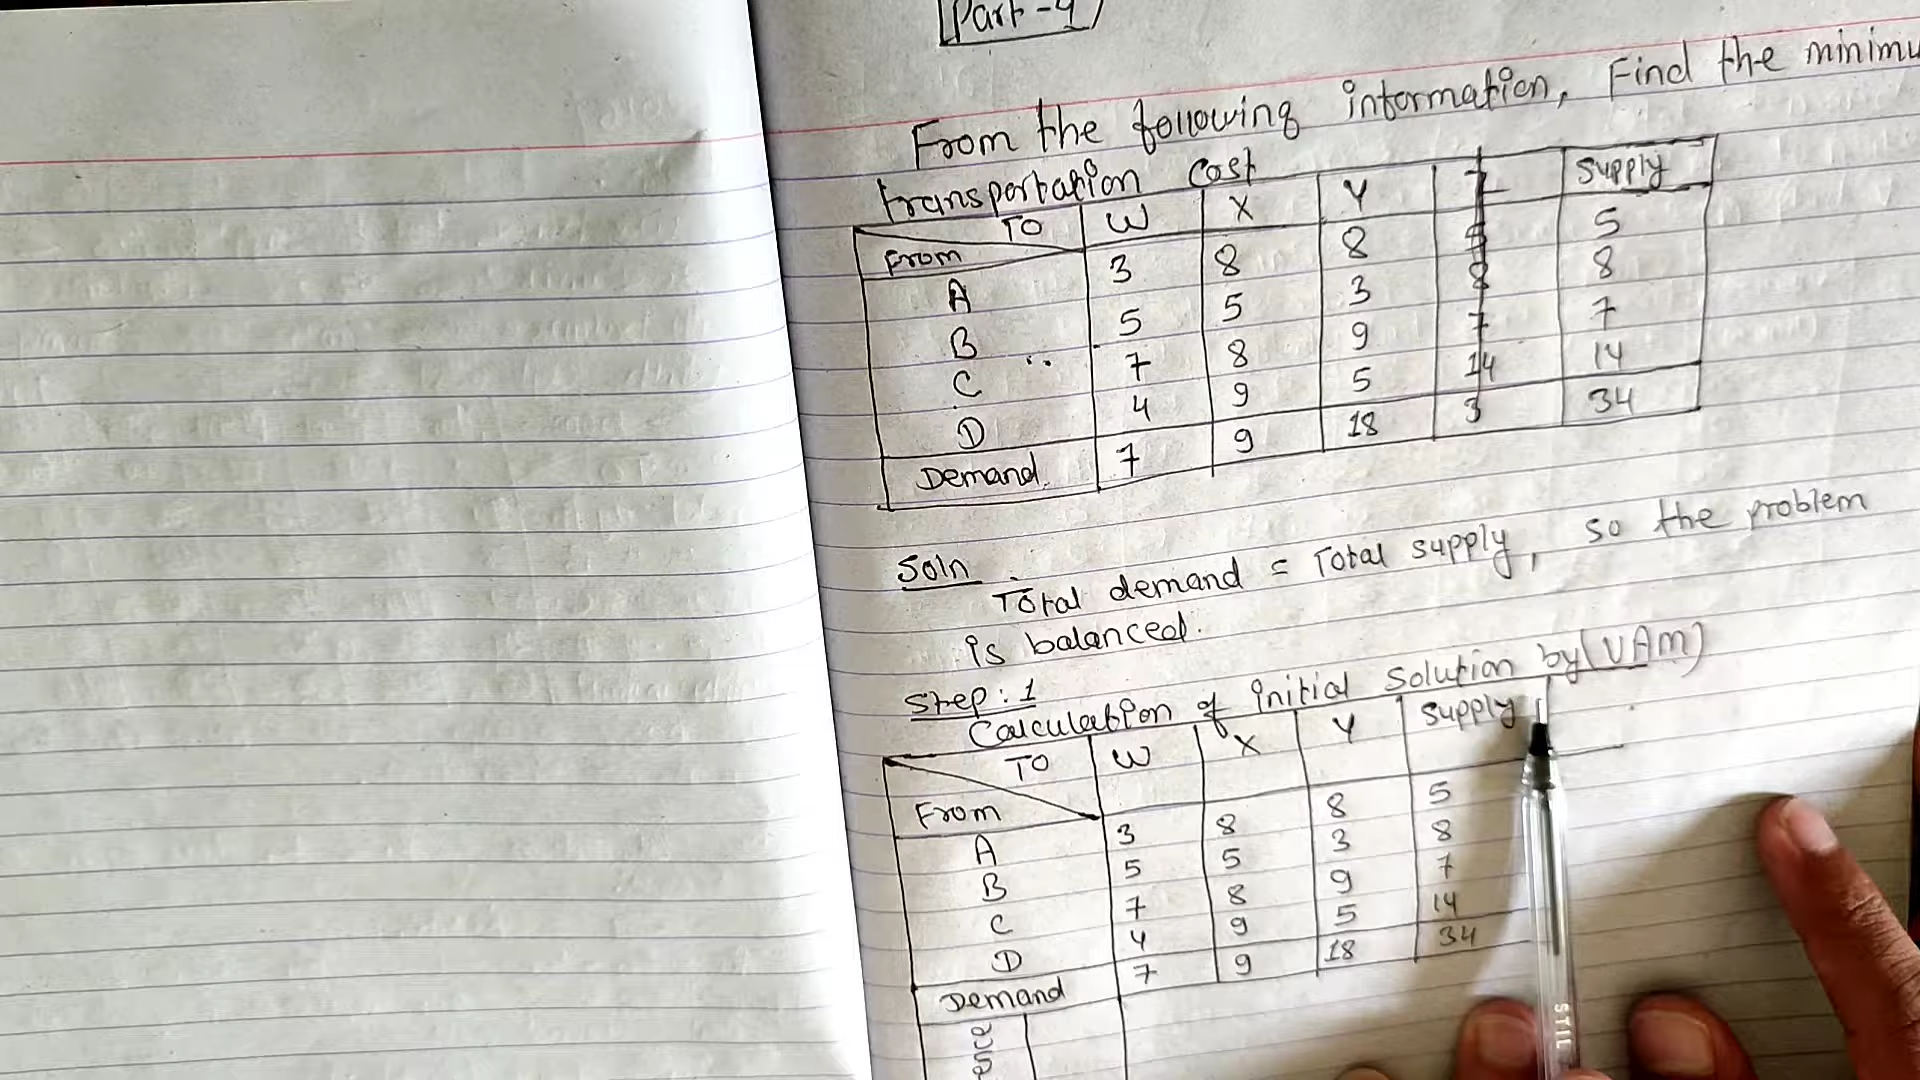 Part-4
From the following information, Find the minimu
transportation cost
TO W X Y Z Supply
From
A 3 8 8 5 5
B 5 5 3 8 8
C 7 8 9 7 7
D 4 9 5 14 14
Demand 7 9 18 3 34
Soln
Total demand = Total supply, so the problem
is balanced.
Step: 1
Calculation of initial solution by (VAM)
TO W X Y Supply
From
A 3 8 8 5
B 5 5 3 8
C 7 8 9 7
D 4 9 5 14
Demand 7 9 18 34
STIL